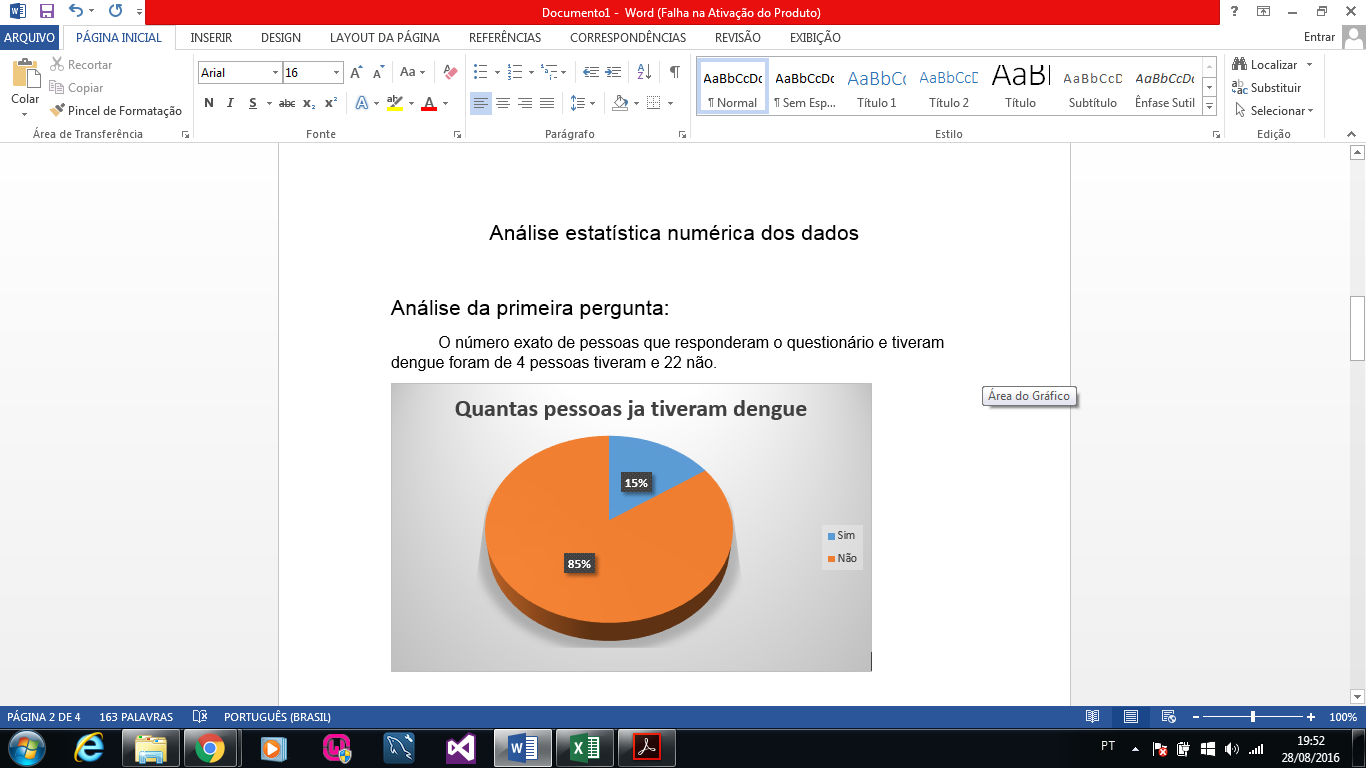 Documento1 - Word (Falha na Ativação do Produto)
ARQUIVO PÁGINA INICIAL INSERIR DESIGN LAYOUT DA PÁGINA REFERÊNCIAS CORRESPONDÊNCIAS REVISÃO EXIBIÇÃO Entrar
Colar
Recortar
Copiar
Pincel de Formatação
Área de Transferência
Arial 16
N I S abc x₂ x²
Fonte
Parágrafo
AaBbCcDc AaBbCcDc AaBbCc AaBbCcD AaB AaBbCcD AaBbCcDc
¶ Normal ¶ Sem Esp... Título 1 Título 2 Título Subtítulo Ênfase Sutil
Estilo
Localizar
Substituir
Selecionar
Edição
Análise estatística numérica dos dados
Análise da primeira pergunta:
O número exato de pessoas que responderam o questionário e tiveram
dengue foram de 4 pessoas tiveram e 22 não.
Área do Gráfico
Quantas pessoas ja tiveram dengue
15%
85%
Sim
Não
PÁGINA 2 DE 4 163 PALAVRAS PORTUGUÊS (BRASIL) 100%
PT 19:52
28/08/2016